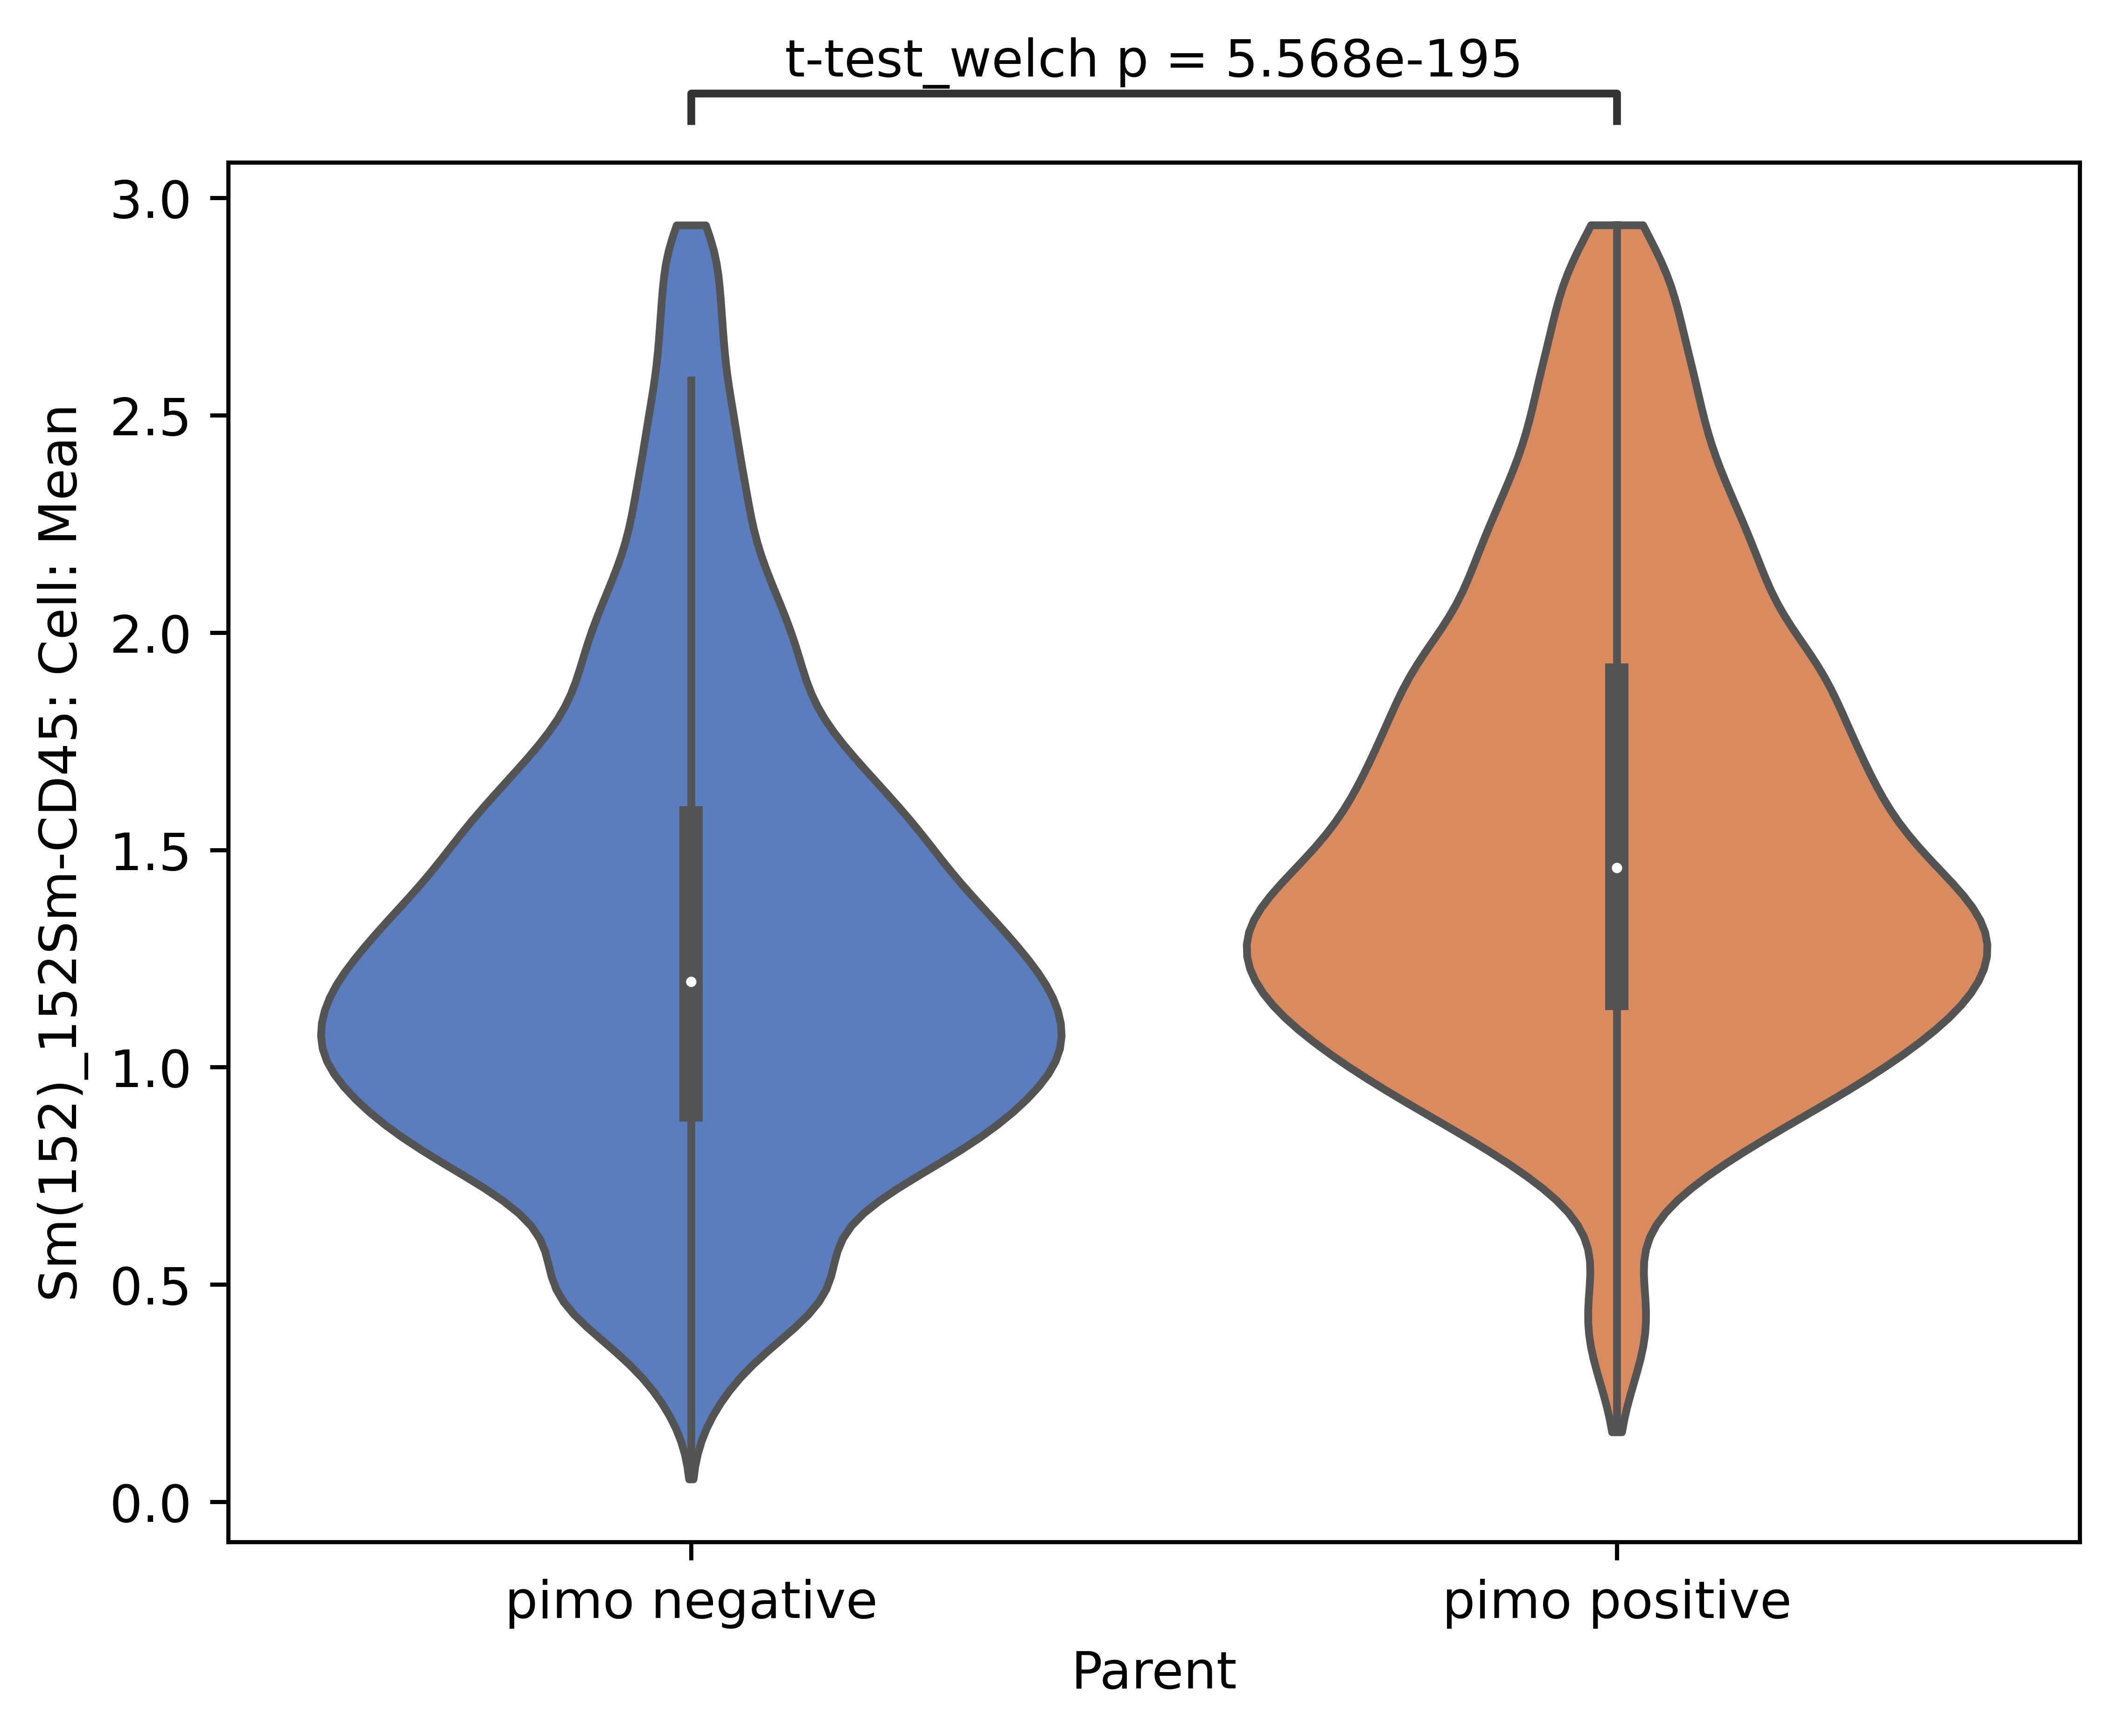 t-test_welch p = 5.568e-195
Sm(152)_152Sm-CD45: Cell: Mean
3.0
2.5
2.0
1.5
1.0
0.5
0.0
pimo negative
pimo positive
Parent